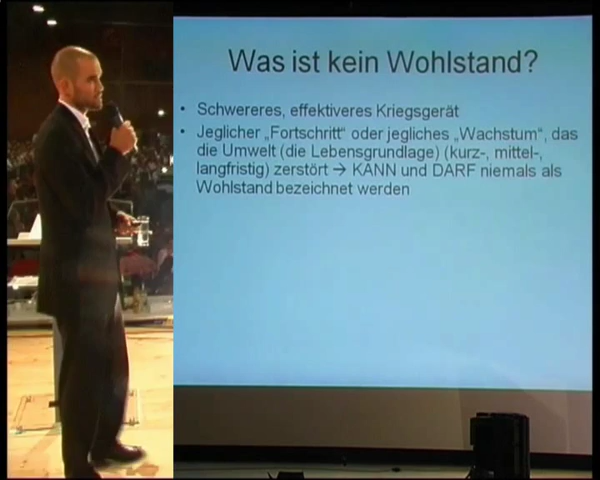 Was ist kein Wohlstand?
• Schwereres, effektiveres Kriegsgerät
• Jeglicher „Fortschritt“ oder jegliches „Wachstum“, das
die Umwelt (die Lebensgrundlage) (kurz-, mittel-,
langfristig) zerstört → KANN und DARF niemals als
Wohlstand bezeichnet werden